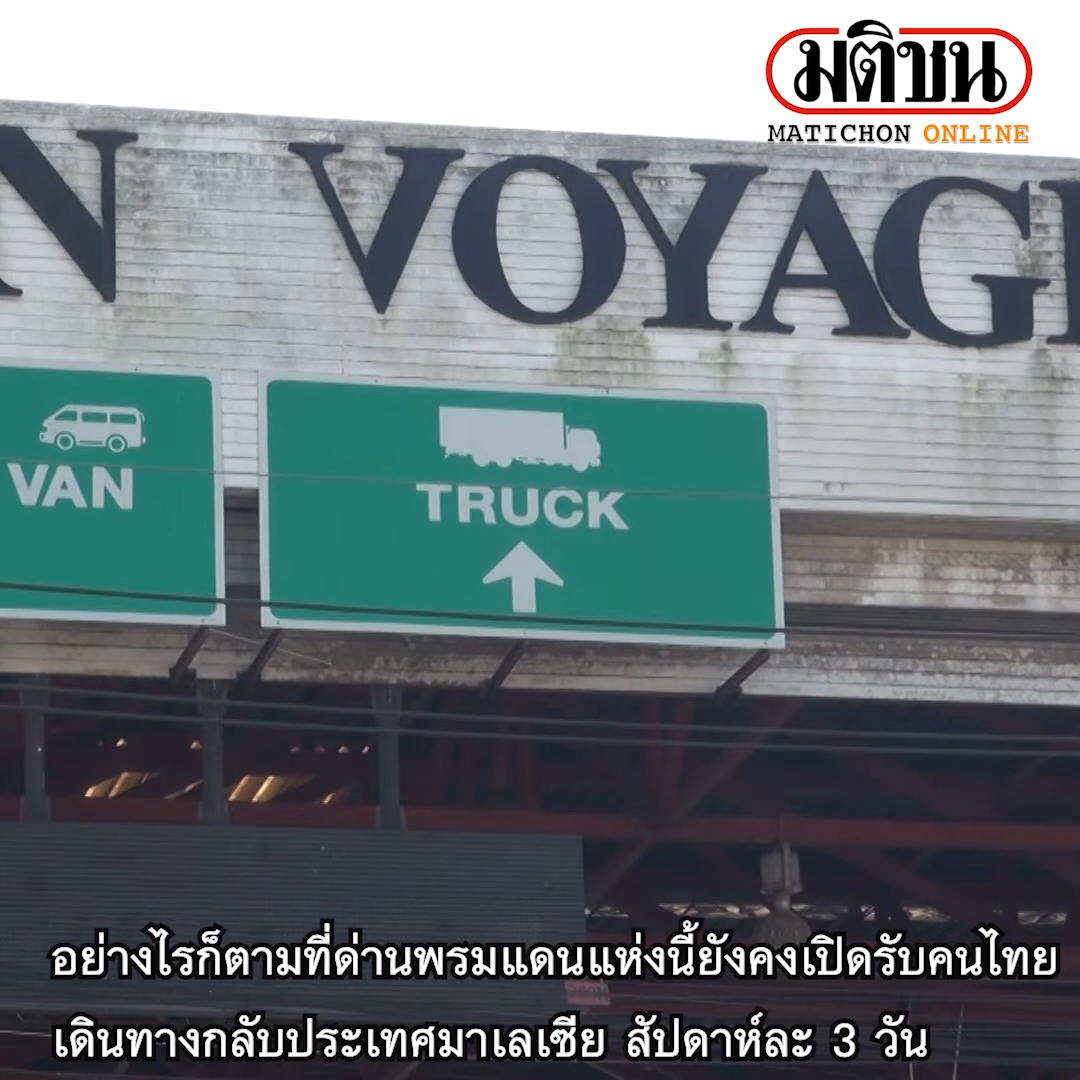 มติชน
MATICHON ONLINE
N VOYAG
VAN
TRUCK
อย่างไรก็ตามที่ด่านพรมแดนแห่งนี้ยังคงเปิดรับคนไทย
เดินทางกลับประเทศมาเลเซีย สัปดาห์ละ 3 วัน